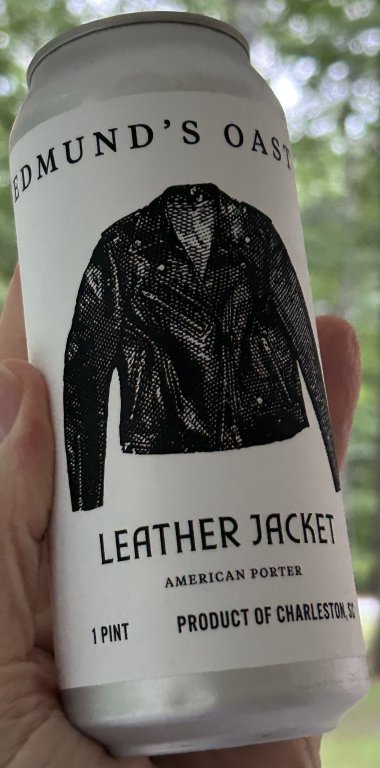 EDMUND'S OAST
LEATHER JACKET
AMERICAN PORTER
1 PINT PRODUCT OF CHARLESTON, SC